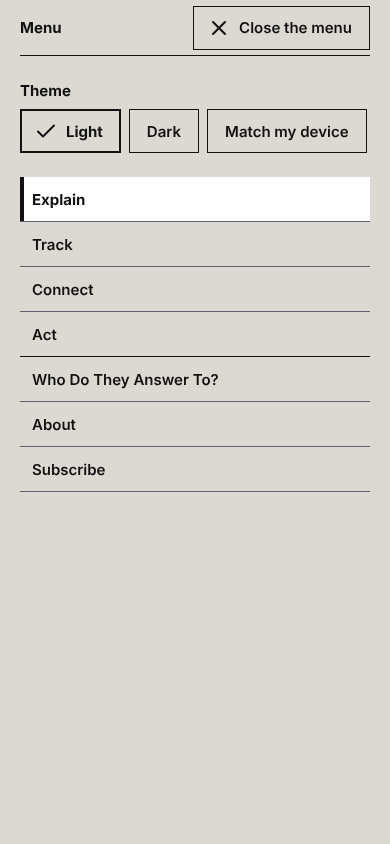 Menu
Close the menu
Theme
Light
Dark
Match my device
Explain
Track
Connect
Act
Who Do They Answer To?
About
Subscribe